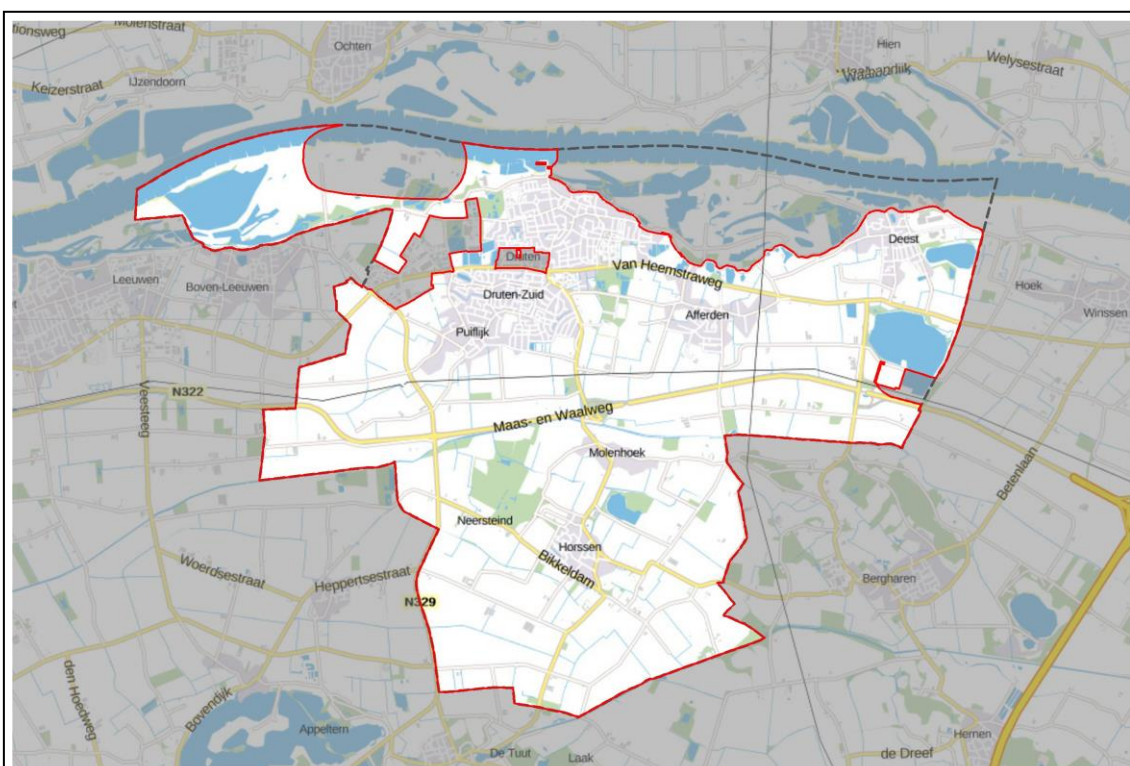 Molenstraat
Ochten
Hien
Welysestraat
Keizerstraat
IJzendoorn
Waalbandijk
Deest
Leeuwen
Boven-Leeuwen
Druten
Van Heemstraweg
Hoek
Druten-Zuid
Winssen
Afferden
Puiflijk
N322
Veesteeg
Maas- en Waalweg
Molenhoek
Betenlaan
Neersteind
Horssen
Bikkeldam
Woerdsestraat
Heppertsestraat
Bergharen
N329
den Hoedweg
Bovendijk
Appeltern
De Tuut
Laak
de Dreef
Hernen